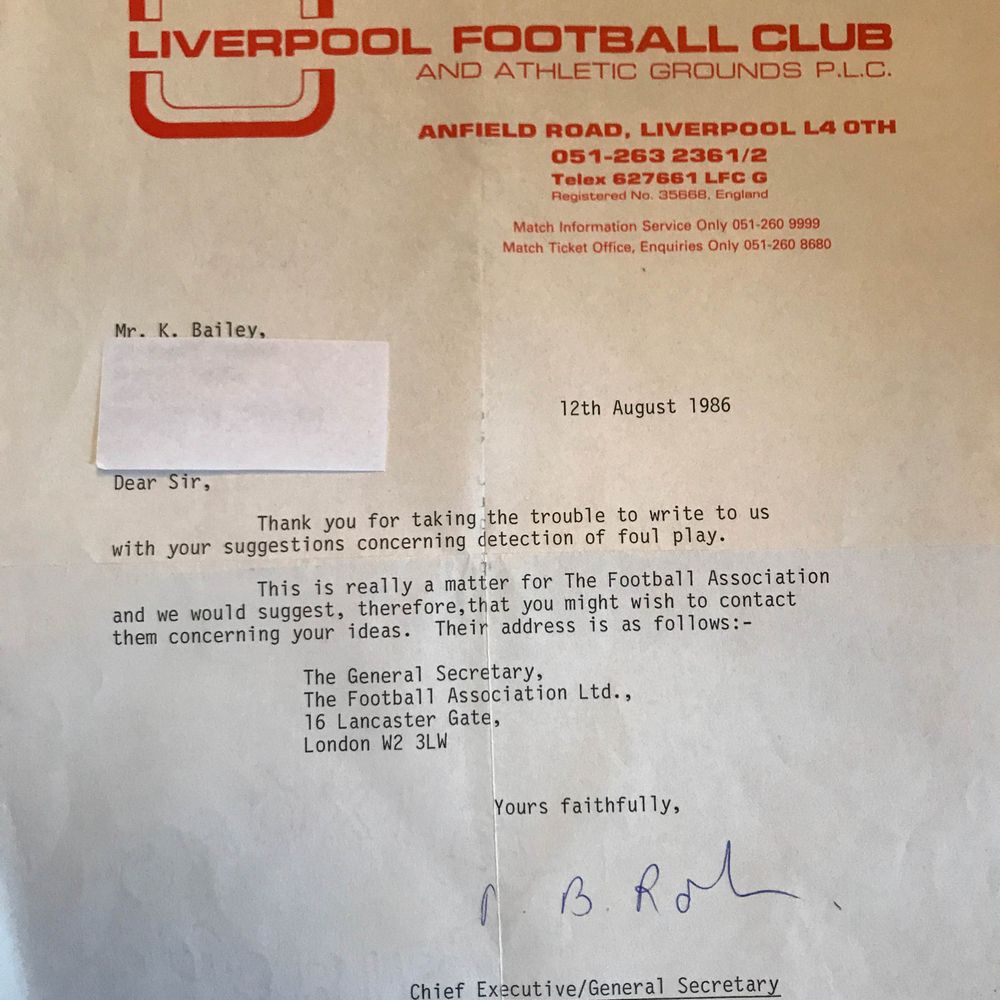 LIVERPOOL FOOTBALL CLUB
AND ATHLETIC GROUNDS P.L.C.
ANFIELD ROAD, LIVERPOOL L4 0TH
051-263 2361/2
Telex 627661 LFC G
Registered No. 35668, England
Match Information Service Only 051-260 9999
Match Ticket Office, Enquiries Only 051-260 8680
Mr. K. Bailey,
12th August 1986
Dear Sir,
Thank you for taking the trouble to write to us
with your suggestions concerning detection of foul play.
This is really a matter for The Football Association
and we would suggest, therefore,that you might wish to contact
them concerning your ideas. Their address is as follows:-
The General Secretary,
The Football Association Ltd.,
16 Lancaster Gate,
London W2 3LW
Yours faithfully,
B.
Chief Executive/General Secretary